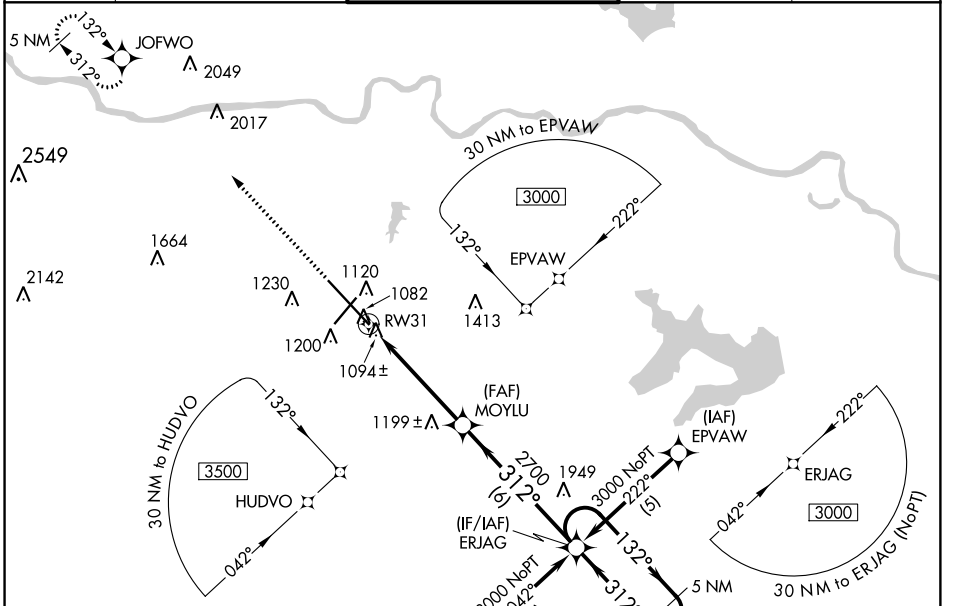 132°
JOFWO
5 NM
312°
2049
2017
30 NM to EPVAW
2549
3000
222°
132°
1664
EPVAW
2142
1230
1120
1082
RW31
1413
1200
1094±
(FAF)
MOYLU
132°
222°
30 NM to HUDVO
1199±
(IAF)
EPVAW
3500
2700
1949
3000 NoPT
ERJAG
HUDVO
312°
222°
(6)
(5)
3000
042°
(IF/IAF)
ERJAG
132°
30 NM to ERJAG (NoPT)
042°
3000 NoPT
5 NM
042°
312°